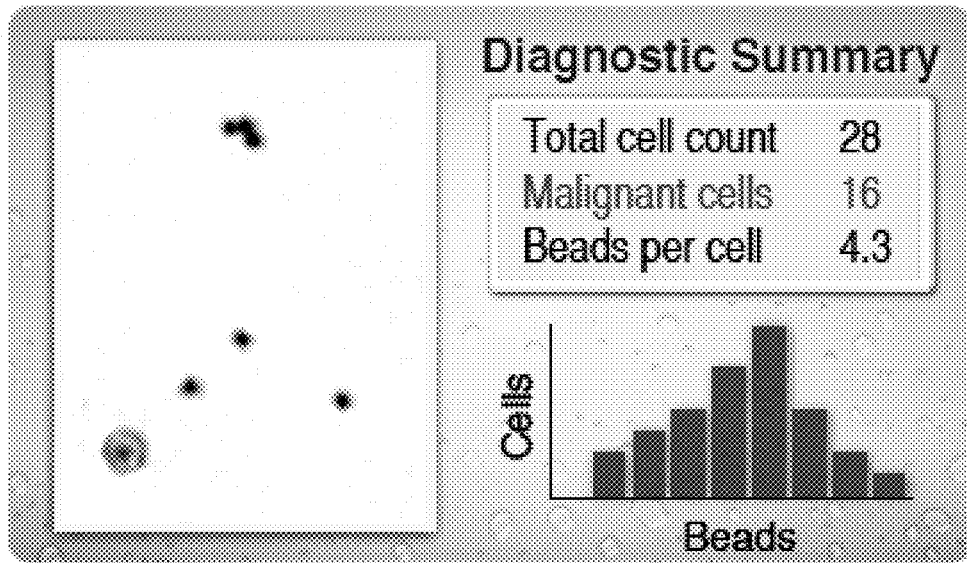 Diagnostic Summary
Total cell count 28
Malignant cells 16
Beads per cell 4.3
Cells
Beads